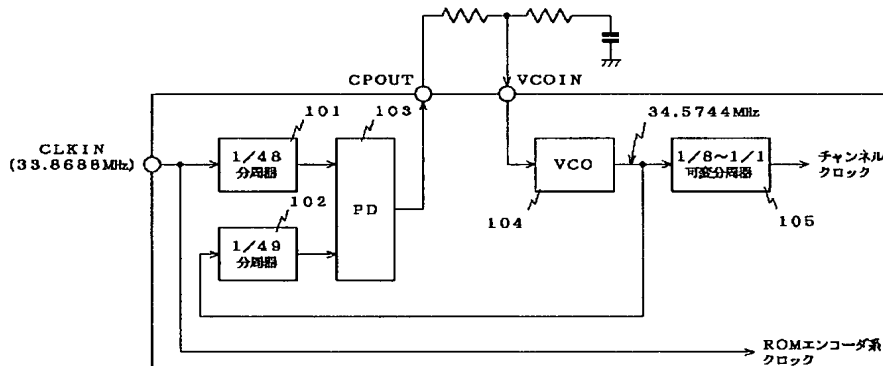 CPOUT
VCOIN
101
103
34.5744MHz
CLKIN
(33.8688MHz)
1/48
分周器
102
PD
VCO
1/8~1/1
可変分周器
チャンネル
クロック
1/49
分周器
104
105
ROMエンコーダ系
クロック